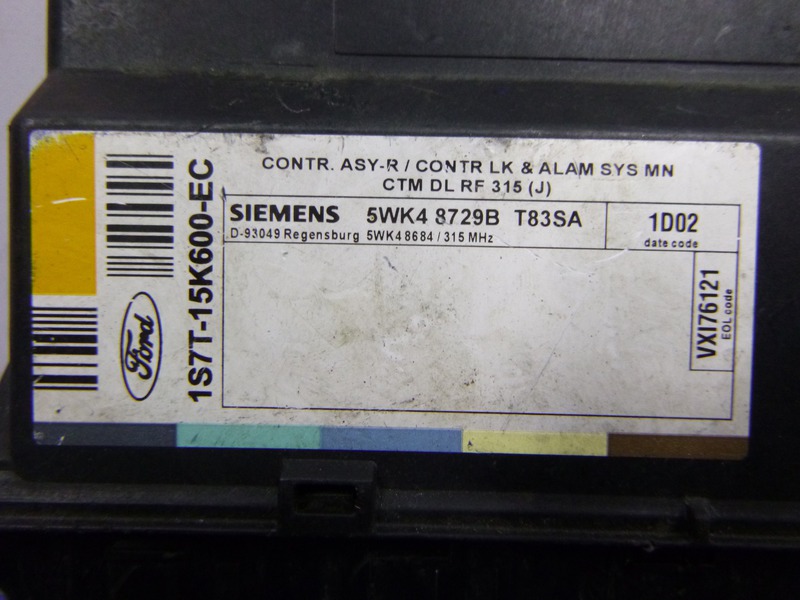 CONTR. ASY-R / CONTR LK & ALAM SYS MN
CTM DL RF 315 (J)
SIEMENS 5WK4 8729B T83SA
D-93049 Regensburg 5WK4 8684 / 315 MHz
1D02
date code
VXI76121
EOL code
1S7T-15K600-EC
Ford